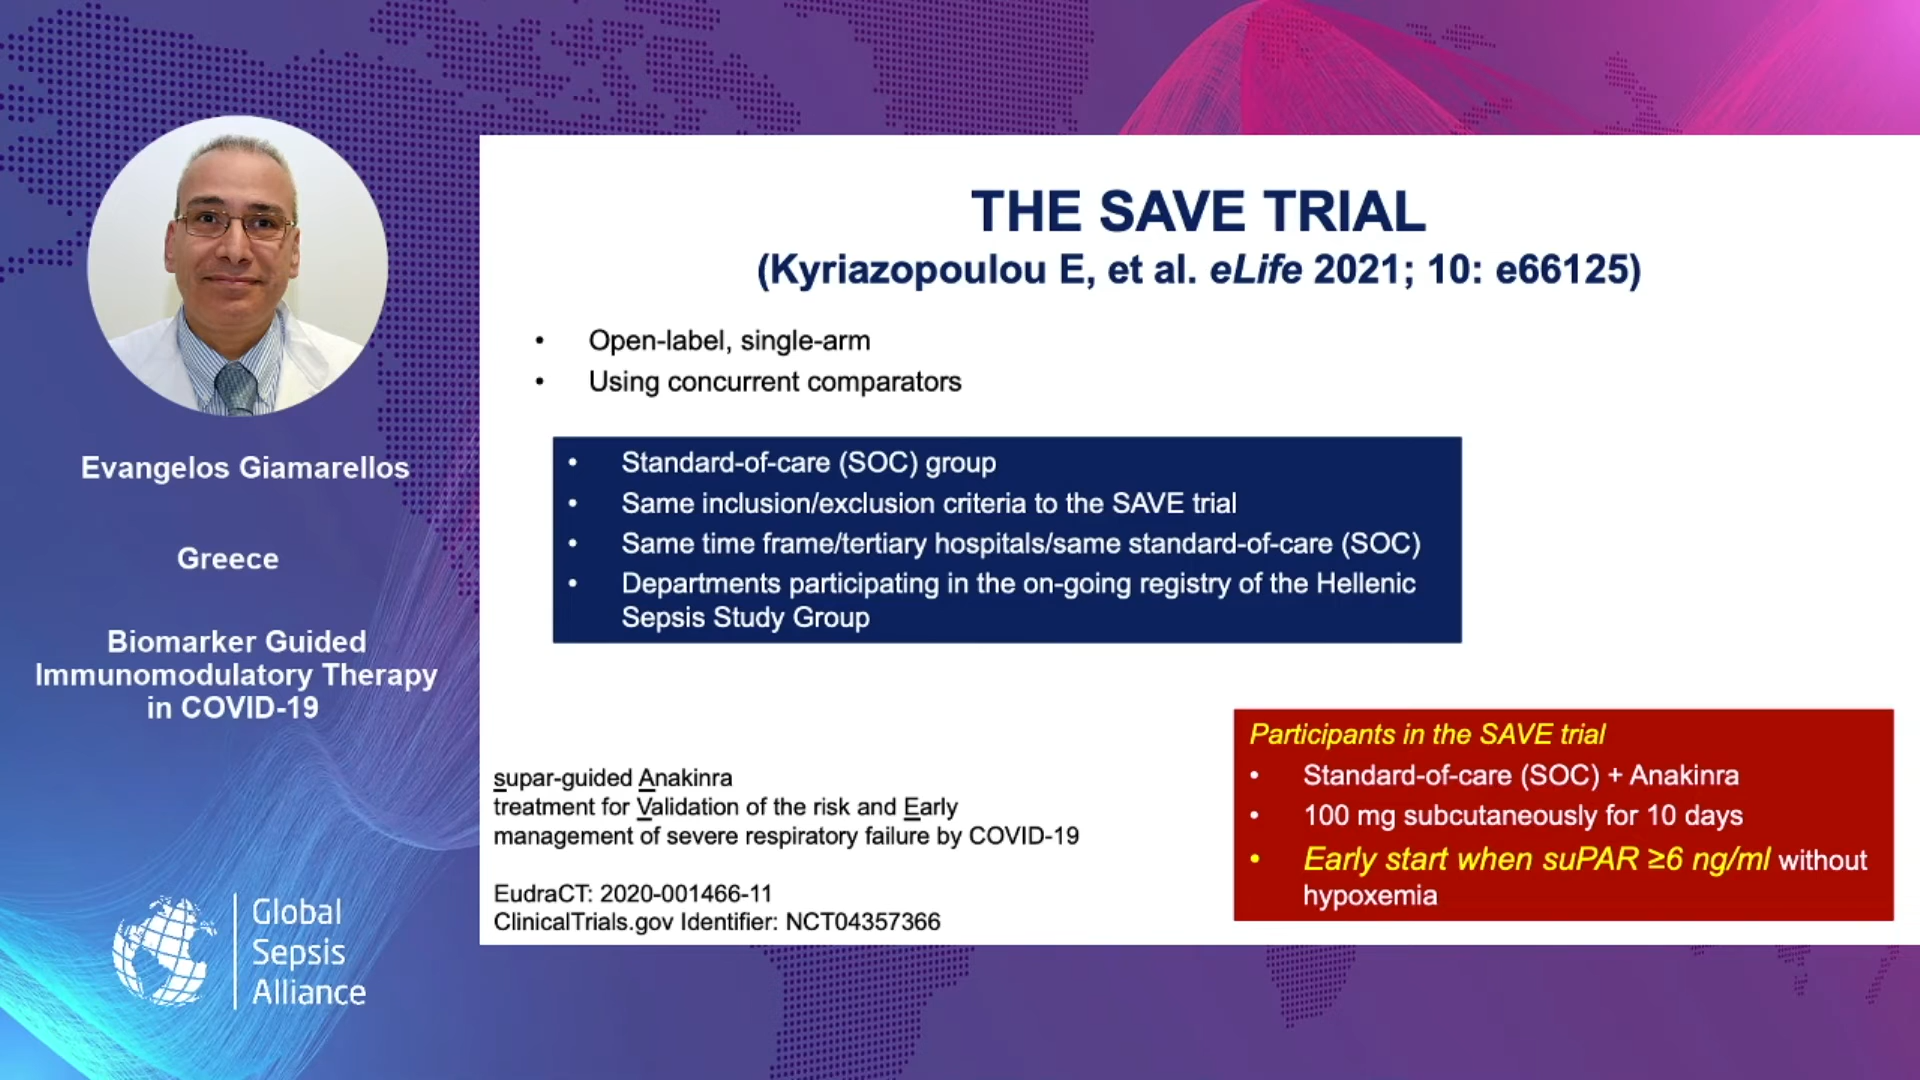 Evangelos Giamarellos
Greece
Biomarker Guided
Immunomodulatory Therapy
in COVID-19
Global
Sepsis
Alliance
THE SAVE TRIAL
(Kyriazopoulou E, et al. eLife 2021; 10: e66125)
• Open-label, single-arm
• Using concurrent comparators
• Standard-of-care (SOC) group
• Same inclusion/exclusion criteria to the SAVE trial
• Same time frame/tertiary hospitals/same standard-of-care (SOC)
• Departments participating in the on-going registry of the Hellenic
Sepsis Study Group
supar-guided Anakinra
treatment for Validation of the risk and Early
management of severe respiratory failure by COVID-19
EudraCT: 2020-001466-11
ClinicalTrials.gov Identifier: NCT04357366
Participants in the SAVE trial
• Standard-of-care (SOC) + Anakinra
• 100 mg subcutaneously for 10 days
• Early start when suPAR ≥6 ng/ml without
hypoxemia